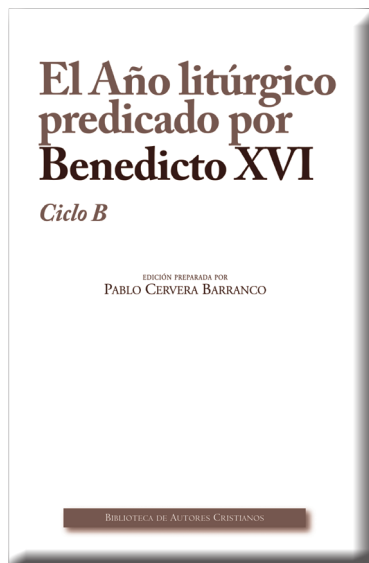 El Año litúrgico
predicado por
Benedicto XVI
Ciclo B
EDICIÓN PREPARADA POR
PABLO CERVERA BARRANCO
BIBLIOTECA DE AUTORES CRISTIANOS